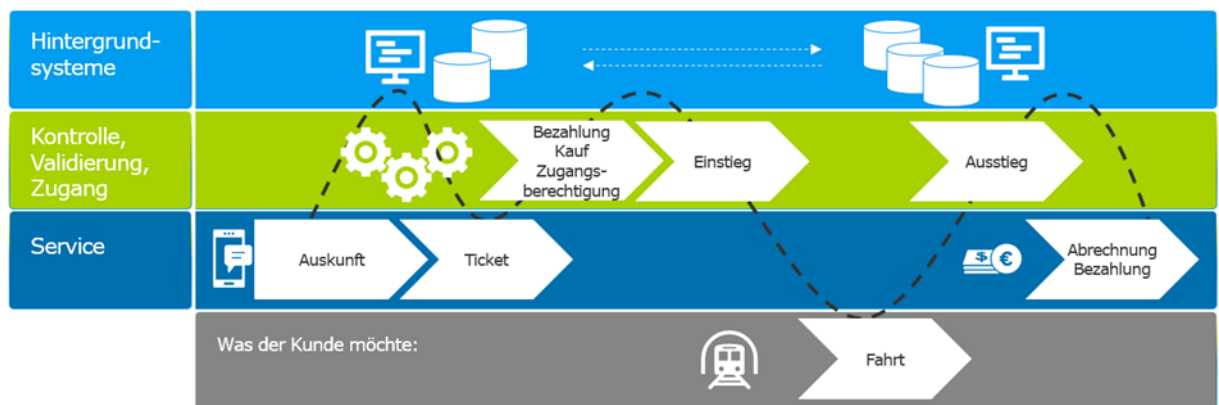 Hintergrund-
systeme
Kontrolle,
Validierung,
Zugang
Bezahlung
Kauf
Zugangs-
berechtigung
Einstieg
Ausstieg
Service
Auskunft
Ticket
$ €
Abrechnung
Bezahlung
Was der Kunde möchte:
Fahrt